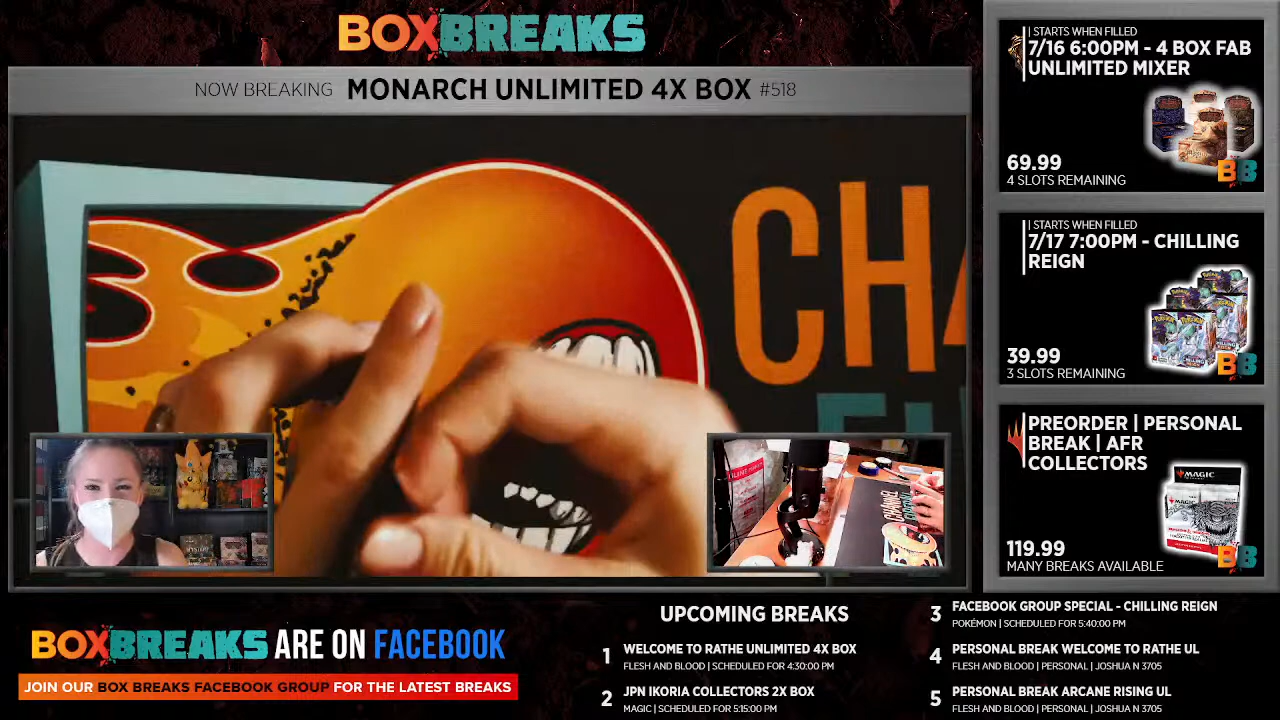 BOXBREAKS
NOW BREAKING MONARCH UNLIMITED 4X BOX #518
CHA
| STARTS WHEN FILLED
7/16 6:00PM - 4 BOX FAB
UNLIMITED MIXER
69.99
4 SLOTS REMAINING
BB
| STARTS WHEN FILLED
7/17 7:00PM - CHILLING
REIGN
39.99
3 SLOTS REMAINING
BB
PREORDER | PERSONAL
BREAK | AFR
COLLECTORS
MAGIC
119.99
MANY BREAKS AVAILABLE
BB
BOXBREAKS ARE ON FACEBOOK
JOIN OUR BOX BREAKS FACEBOOK GROUP FOR THE LATEST BREAKS
UPCOMING BREAKS
1 WELCOME TO RATHE UNLIMITED 4X BOX
FLESH AND BLOOD | SCHEDULED FOR 4:30:00 PM
2 JPN IKORIA COLLECTORS 2X BOX
MAGIC | SCHEDULED FOR 5:15:00 PM
3 FACEBOOK GROUP SPECIAL - CHILLING REIGN
POKÉMON | SCHEDULED FOR 5:40:00 PM
4 PERSONAL BREAK WELCOME TO RATHE UL
FLESH AND BLOOD | PERSONAL | JOSHUA N 3705
5 PERSONAL BREAK ARCANE RISING UL
FLESH AND BLOOD | PERSONAL | JOSHUA N 3705